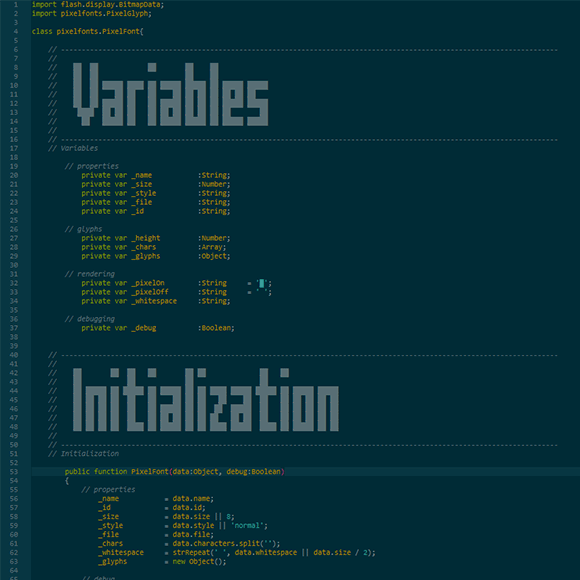 1 import flash.display.BitmapData;
2 import pixelfonts.PixelGlyph;
3
4 class pixelfonts.PixelFont{
5
6 // ------------------------------------------------------------------------------------------------
7 //
8 //
9 //
10 // Variables
11 //
12 //
13 //
14 //
15 //
16 // ------------------------------------------------------------------------------------------------
17 // Variables
18
19 // properties
20 private var _name :String;
21 private var _size :Number;
22 private var _style :String;
23 private var _file :String;
24 private var _id :String;
25
26 // glyphs
27 private var _height :Number;
28 private var _chars :Array;
29 private var _glyphs :Object;
30
31 // rendering
32 private var _pixelOn :String = '█';
33 private var _pixelOff :String = ' ';
34 private var _whitespace :String;
35
36 // debugging
37 private var _debug :Boolean;
38
39
40 // ------------------------------------------------------------------------------------------------
41 //
42 //
43 //
44 // Initialization
45 //
46 //
47 //
48 //
49 //
50 // ------------------------------------------------------------------------------------------------
51 // Initialization
52
53 public function PixelFont(data:Object, debug:Boolean)
54 {
55 // properties
56 _name = data.name;
57 _id = data.id;
58 _size = data.size || 8;
59 _style = data.style || 'normal';
60 _file = data.file;
61 _chars = data.characters.split('');
62 _whitespace = strRepeat(' ', data.whitespace || data.size / 2);
63 _glyphs = new Object();
64
65 // debug